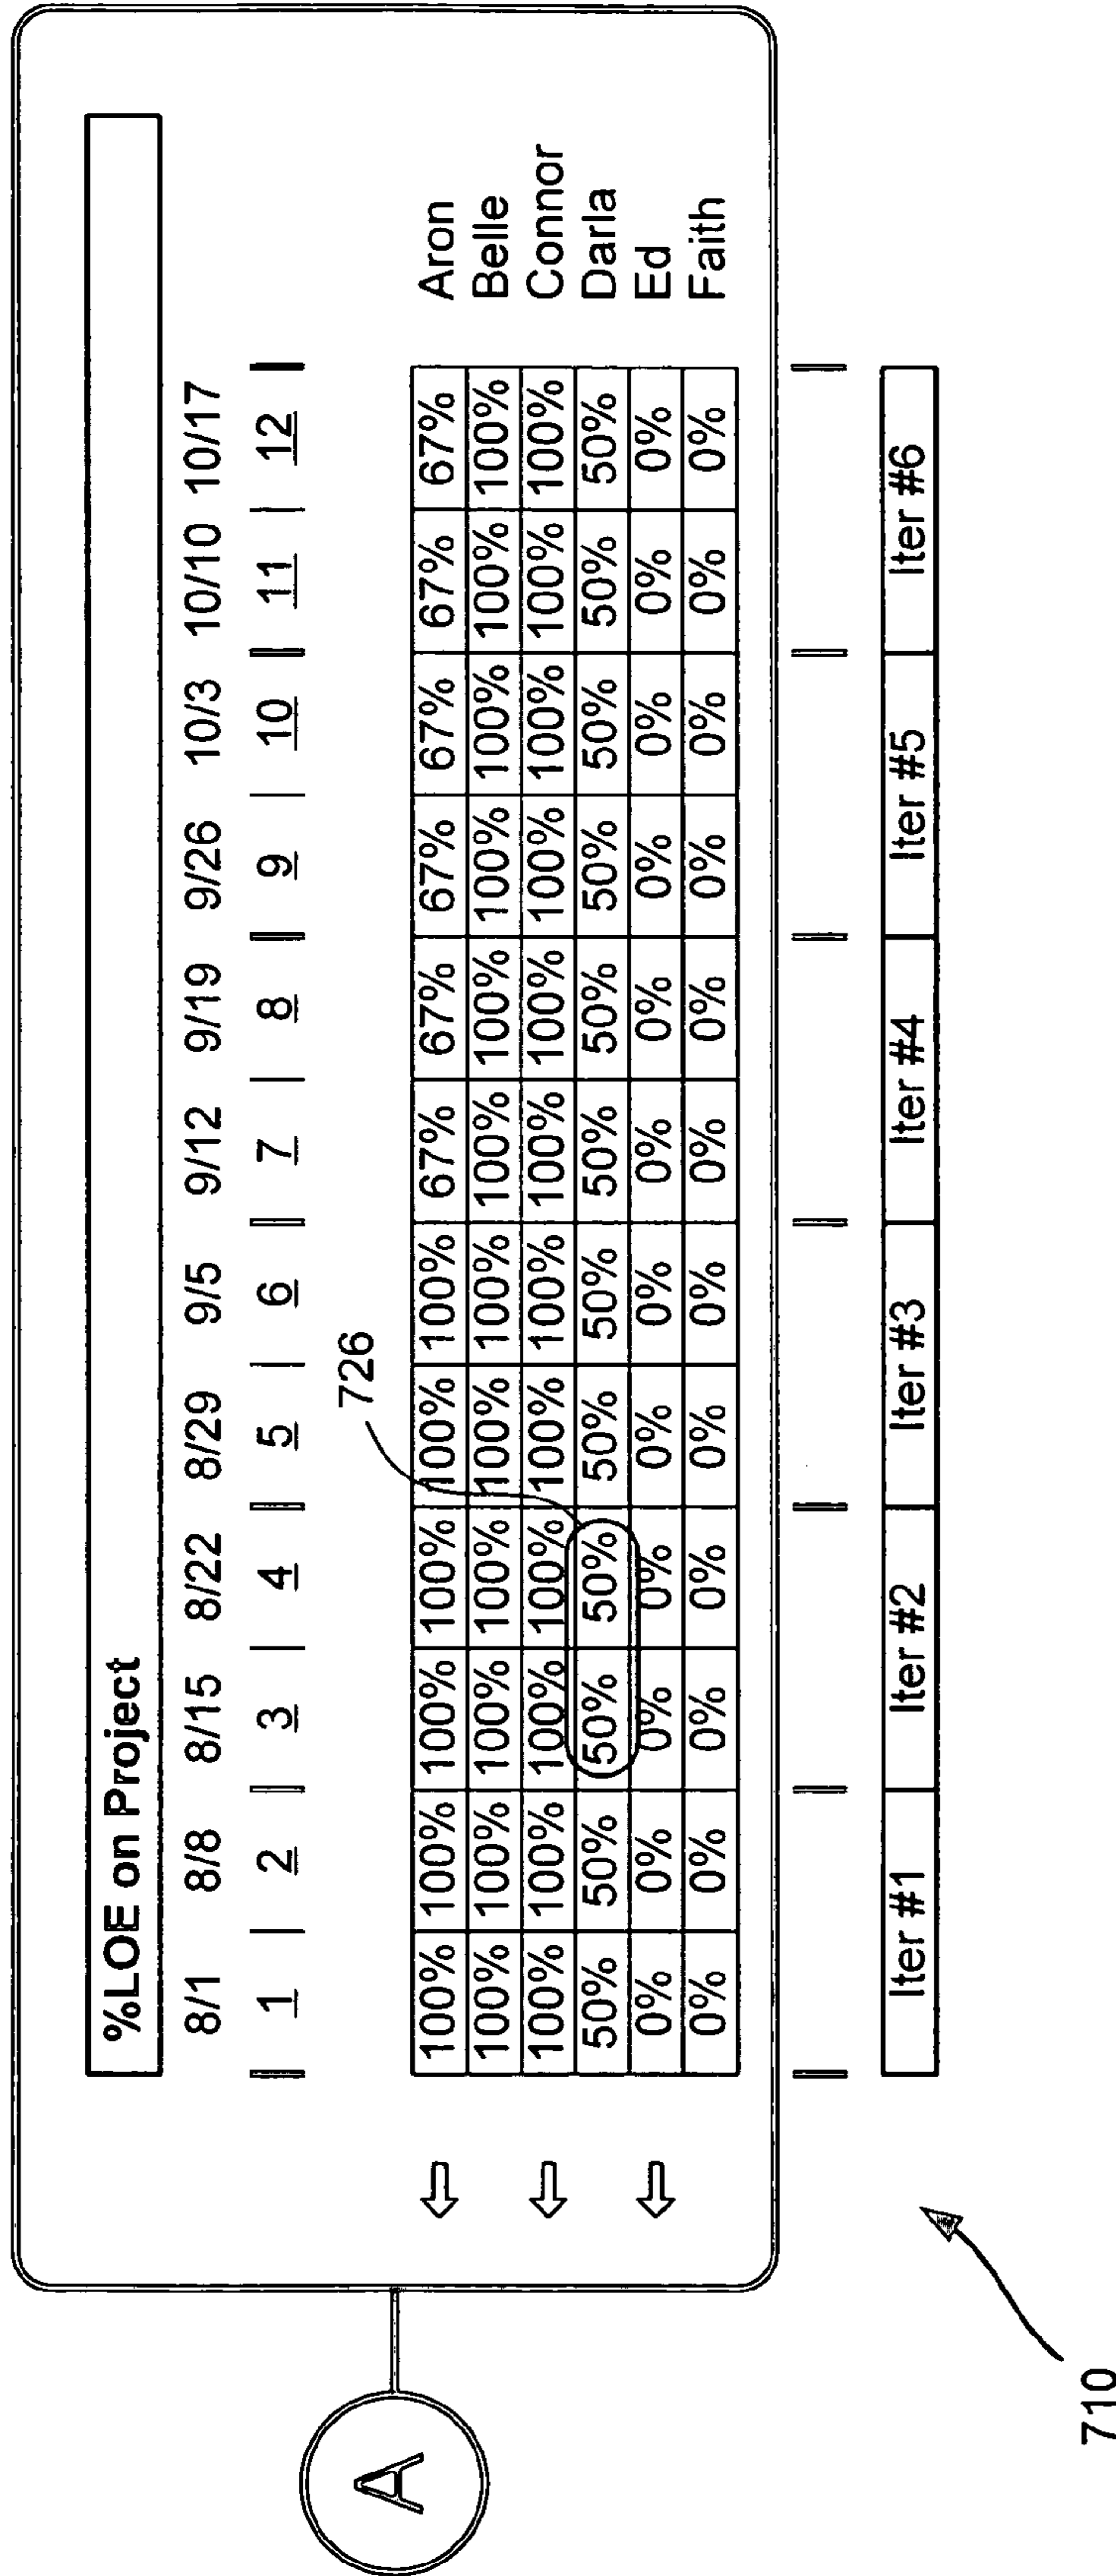 %LOE on Project
8/1 8/8 8/15 8/22 8/29 9/5 9/12 9/19 9/26 10/3 10/10 10/17
1 2 3 4 5 6 7 8 9 10 11 12
726
100% 100% 100% 100% 100% 100% 67% 67% 67% 67% 67% 67% Aron
100% 100% 100% 100% 100% 100% 100% 100% 100% 100% 100% 100% Belle
100% 100% 100% 100% 100% 100% 100% 100% 100% 100% 100% 100% Connor
50% 50% 50% 50% 50% 50% 50% 50% 50% 50% 50% 50% Darla
0% 0% 0% 0% 0% 0% 0% 0% 0% 0% 0% 0% Ed
0% 0% 0% 0% 0% 0% 0% 0% 0% 0% 0% 0% Faith
A
Iter #1 Iter #2 Iter #3 Iter #4 Iter #5 Iter #6
710